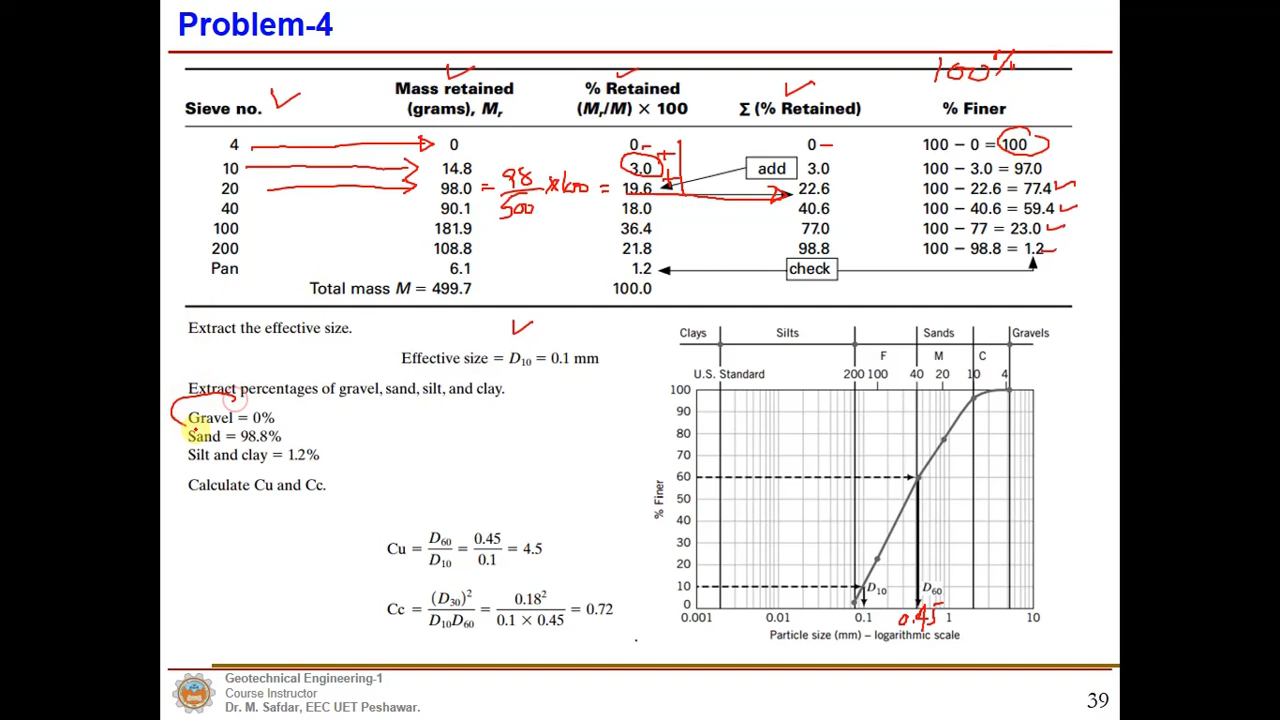 Problem-4
100%
Sieve no. Mass retained (grams), Mr % Retained (Mr/M) × 100 Σ (% Retained) % Finer
4 0 0 0 100 − 0 = 100
10 14.8 3.0 add 3.0 100 − 3.0 = 97.0
20 98.0 = 98/500 × 100 = 19.6 22.6 100 − 22.6 = 77.4
40 90.1 18.0 40.6 100 − 40.6 = 59.4
100 181.9 36.4 77.0 100 − 77 = 23.0
200 108.8 21.8 98.8 100 − 98.8 = 1.2
Pan 6.1 1.2 check
Total mass M = 499.7 100.0
Extract the effective size.
Effective size = D10 = 0.1 mm
Extract percentages of gravel, sand, silt, and clay.
Gravel = 0%
Sand = 98.8%
Silt and clay = 1.2%
Calculate Cu and Cc.
Cu = D60/D10 = 0.45/0.1 = 4.5
Cc = (D30)²/D10D60 = 0.18²/0.1 × 0.45 = 0.72
Clays Silts Sands Gravels
F M C
U.S. Standard 200 100 40 20 10 4
100
90
80
70
60
50
40
30
20
10
0
% Finer
D10 D60
0.45
0.001 0.01 0.1 1 10
Particle size (mm) – logarithmic scale
Geotechnical Engineering-1
Course Instructor
Dr. M. Safdar, EEC UET Peshawar.
39